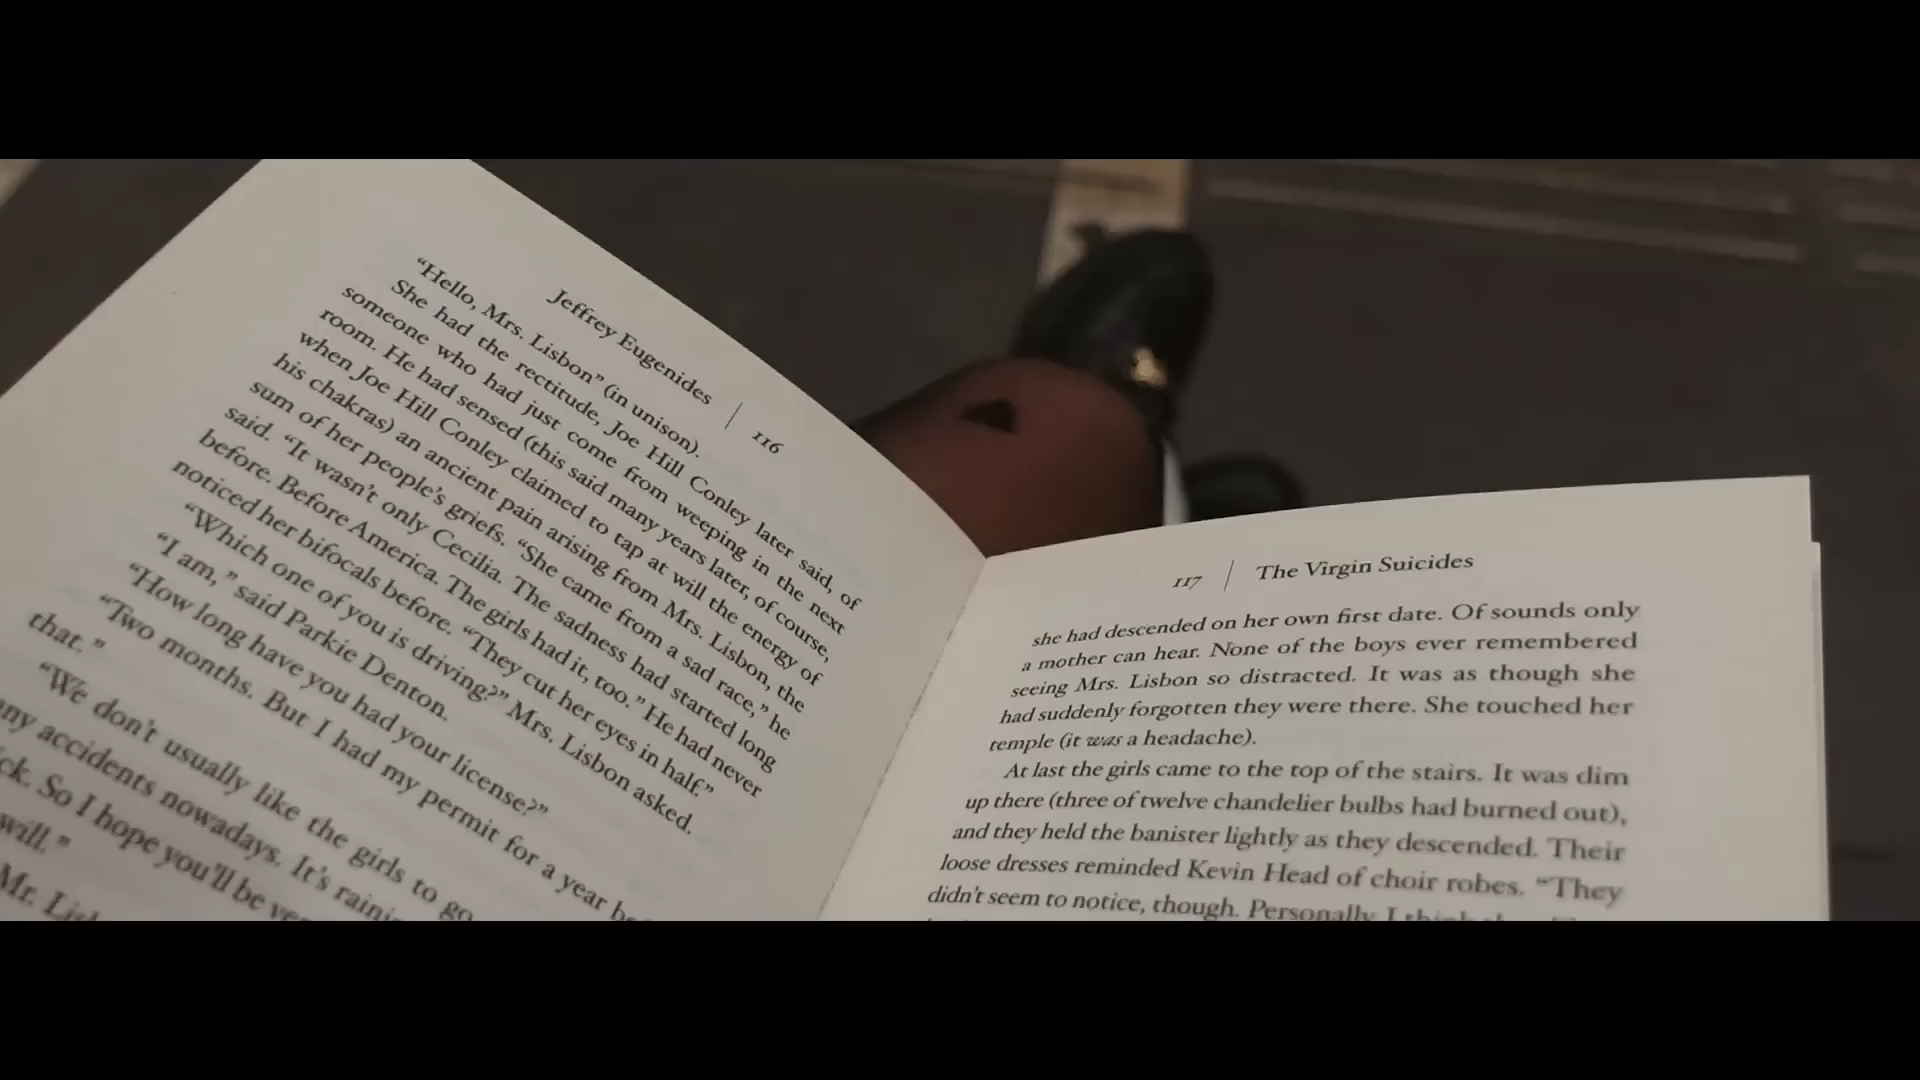 Jeffrey Eugenides | 116
“Hello, Mrs. Lisbon” (in unison).
She had the rectitude, Joe Hill Conley later said, of
someone who had just come from weeping in the next
room. He had sensed (this said many years later, of course,
when Joe Hill Conley claimed to tap at will the energy of
his chakras) an ancient pain arising from Mrs. Lisbon, the
sum of her people’s griefs. “She came from a sad race,” he
said. “It wasn’t only Cecilia. The sadness had started long
before. Before America. The girls had it, too.” He had never
noticed her bifocals before. “They cut her eyes in half.”
“Which one of you is driving?” Mrs. Lisbon asked.
“I am,” said Parkie Denton.
“How long have you had your license?”
“Two months. But I had my permit for a year
that.”
“We don’t usually like the girls to go
accidents nowadays. It’s
So I hope you’ll be
will.”
Mr.
117 | The Virgin Suicides
she had descended on her own first date. Of sounds only
a mother can hear. None of the boys ever remembered
seeing Mrs. Lisbon so distracted. It was as though she
had suddenly forgotten they were there. She touched her
temple (it was a headache).
At last the girls came to the top of the stairs. It was dim
up there (three of twelve chandelier bulbs had burned out),
and they held the banister lightly as they descended. Their
loose dresses reminded Kevin Head of choir robes. “They
didn’t seem to notice, though. Personally, I think